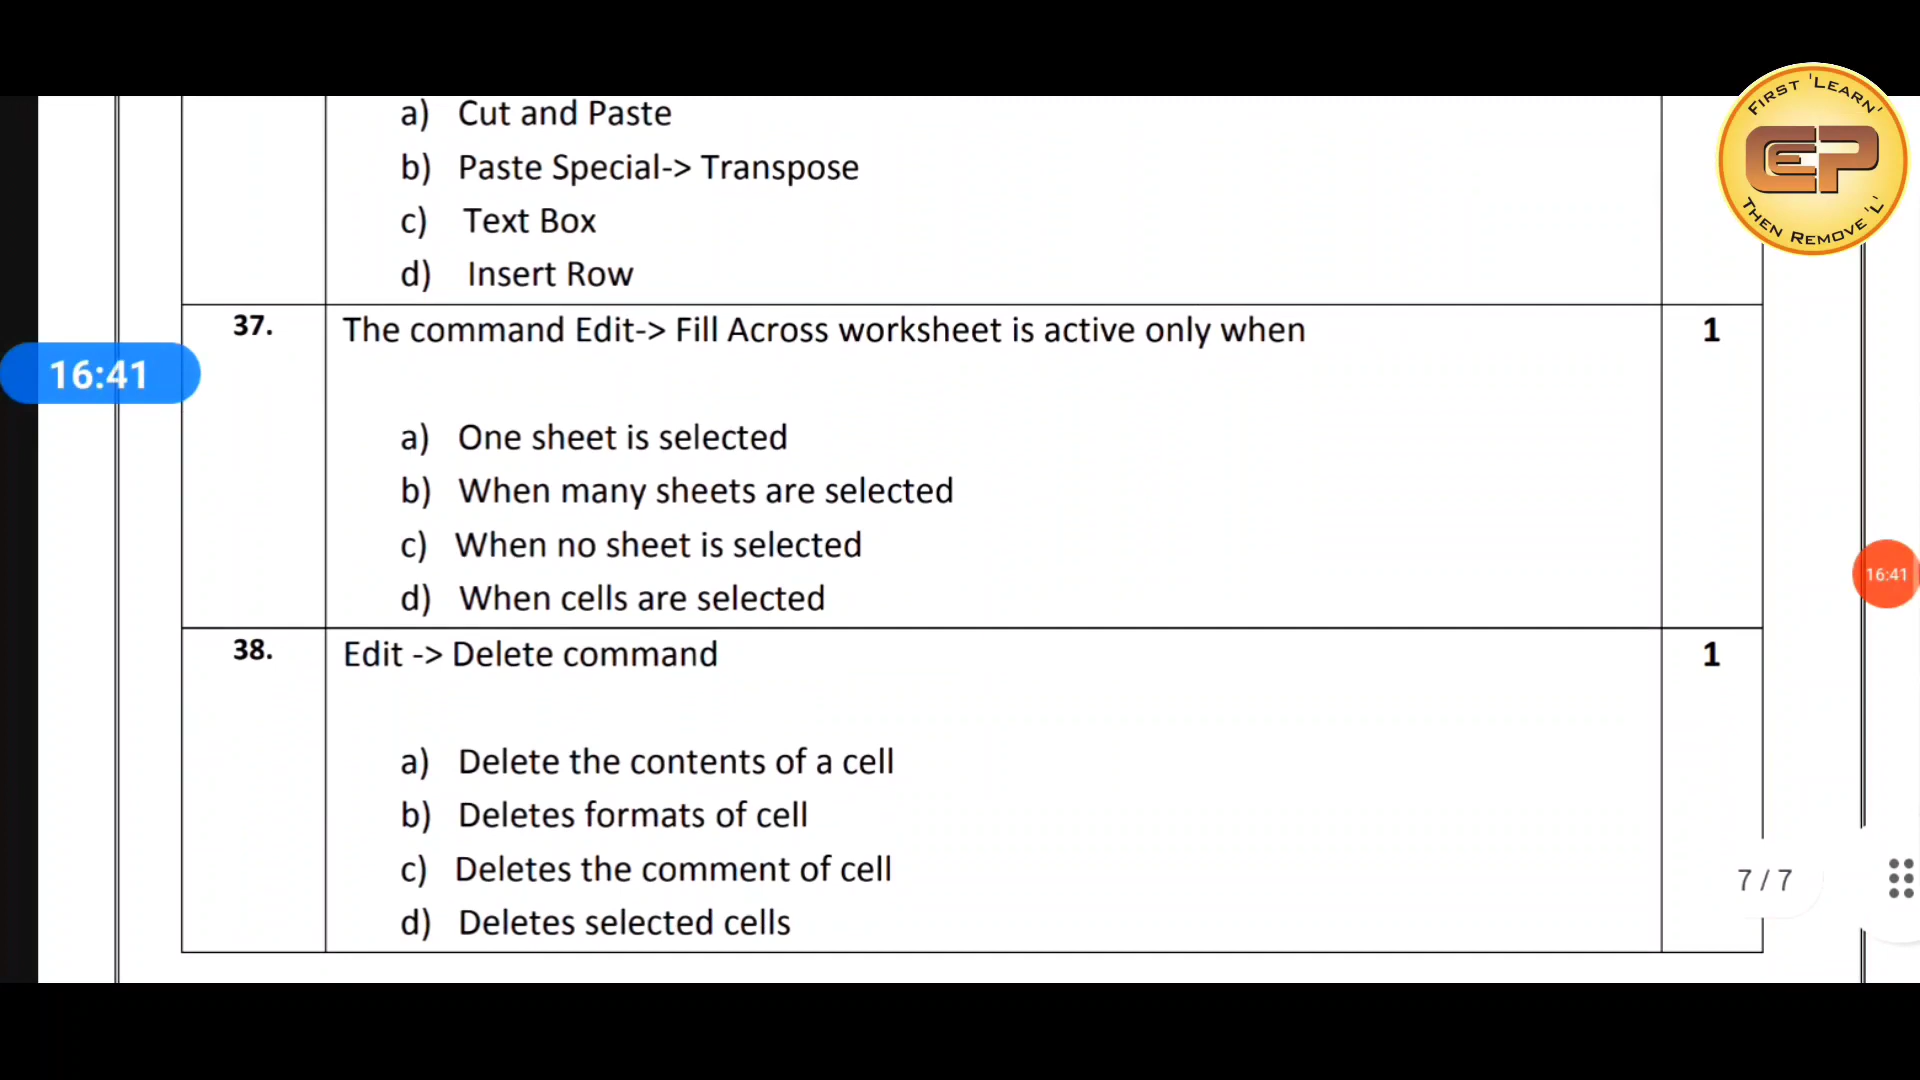 a) Cut and Paste
b) Paste Special-> Transpose
c) Text Box
d) Insert Row
37. The command Edit-> Fill Across worksheet is active only when 1
a) One sheet is selected
b) When many sheets are selected
c) When no sheet is selected
d) When cells are selected
38. Edit -> Delete command 1
a) Delete the contents of a cell
b) Deletes formats of cell
c) Deletes the comment of cell
d) Deletes selected cells
FIRST 'LEARN'
EP
THEN REMOVE 'L'
16:41
16:41
7 / 7